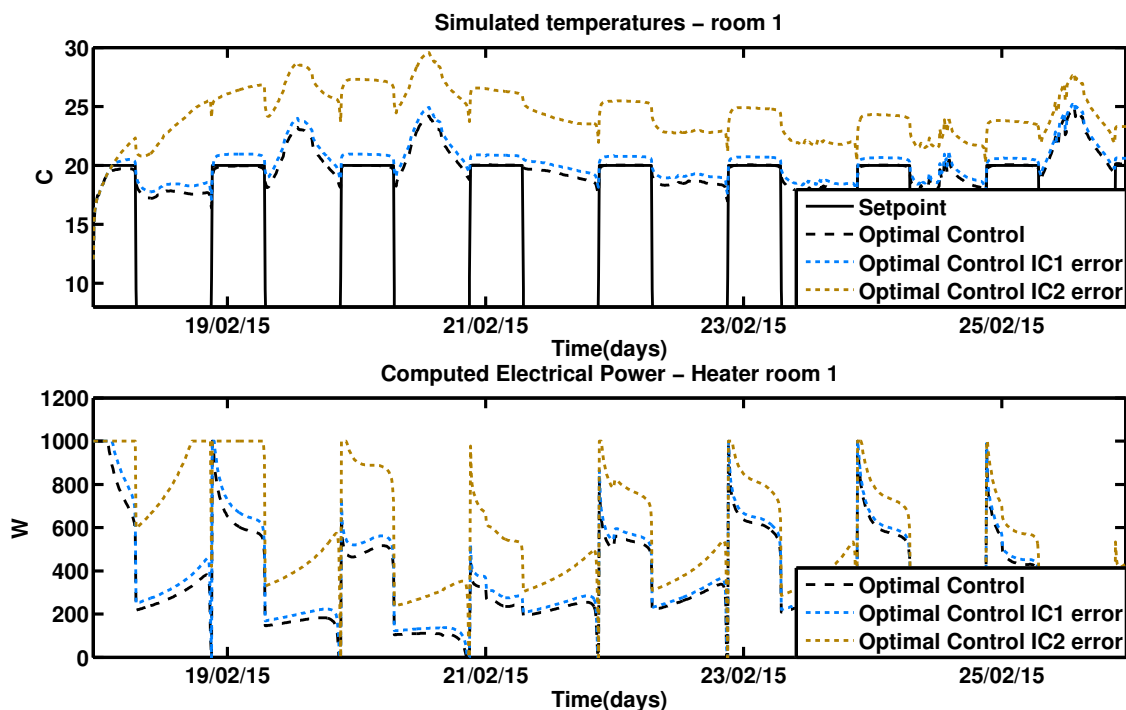 Simulated temperatures − room 1
30
25
20
15
10
C
Setpoint
Optimal Control
Optimal Control IC1 error
Optimal Control IC2 error
19/02/15 21/02/15 23/02/15 25/02/15
Time(days)
Computed Electrical Power − Heater room 1
1200
1000
800
600
400
200
0
W
Optimal Control
Optimal Control IC1 error
Optimal Control IC2 error
19/02/15 21/02/15 23/02/15 25/02/15
Time(days)